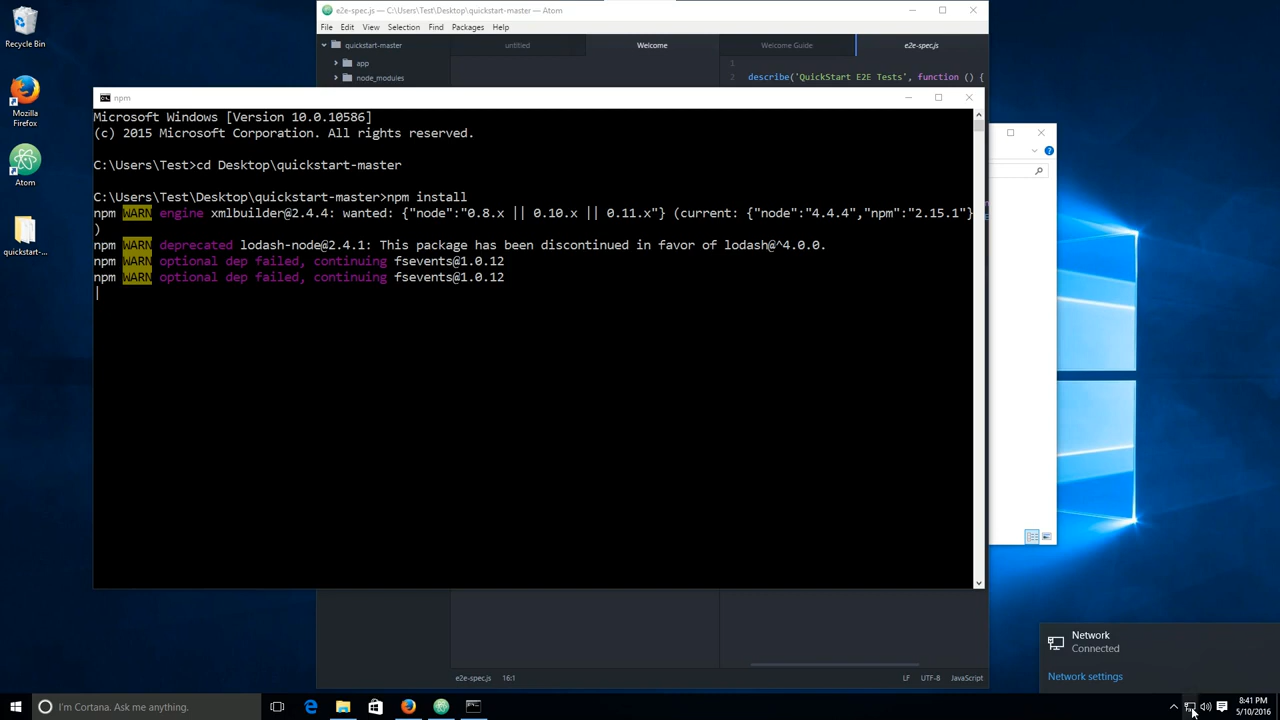 Recycle Bin
Mozilla
Firefox
Atom
quickstart-...
e2e-spec.js — C:\Users\Test\Desktop\quickstart-master — Atom
File Edit View Selection Find Packages Help
quickstart-master
app
node_modules
untitled
Welcome
Welcome Guide
e2e-spec.js
1
2 describe('QuickStart E2E Tests', function () {
npm
Microsoft Windows [Version 10.0.10586]
(c) 2015 Microsoft Corporation. All rights reserved.
C:\Users\Test>cd Desktop\quickstart-master
C:\Users\Test\Desktop\quickstart-master>npm install
npm WARN engine xmlbuilder@2.4.4: wanted: {"node":"0.8.x || 0.10.x || 0.11.x"} (current: {"node":"4.4.4","npm":"2.15.1"}
)
npm WARN deprecated lodash-node@2.4.1: This package has been discontinued in favor of lodash@^4.0.0.
npm WARN optional dep failed, continuing fsevents@1.0.12
npm WARN optional dep failed, continuing fsevents@1.0.12
e2e-spec.js 16:1
LF UTF-8 JavaScript
Network
Connected
Network settings
I'm Cortana. Ask me anything.
8:41 PM
5/10/2016